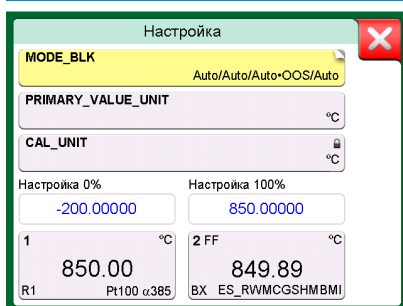 Настройка
MODE_BLK
Auto/Auto/Auto•OOS/Auto
PRIMARY_VALUE_UNIT
°C
CAL_UNIT
°C
Настройка 0% Настройка 100%
-200.00000 850.00000
1 °C 2 FF °C
850.00 849.89
R1 Pt100 α385 BX ES_RWMCGSHMBMI